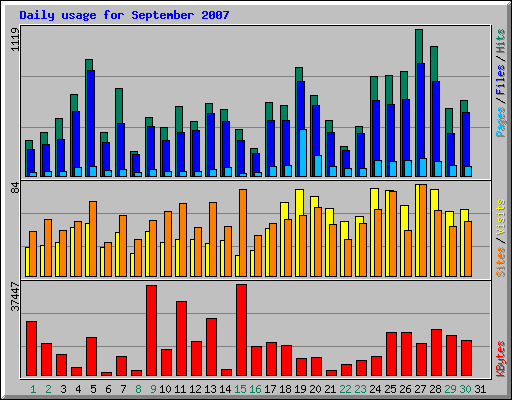 Daily usage for September 2007
1119
Pages / Files / Hits
84
Sites / Visits
37447
KBytes
1 2 3 4 5 6 7 8 9 10 11 12 13 14 15 16 17 18 19 20 21 22 23 24 25 26 27 28 29 30 31